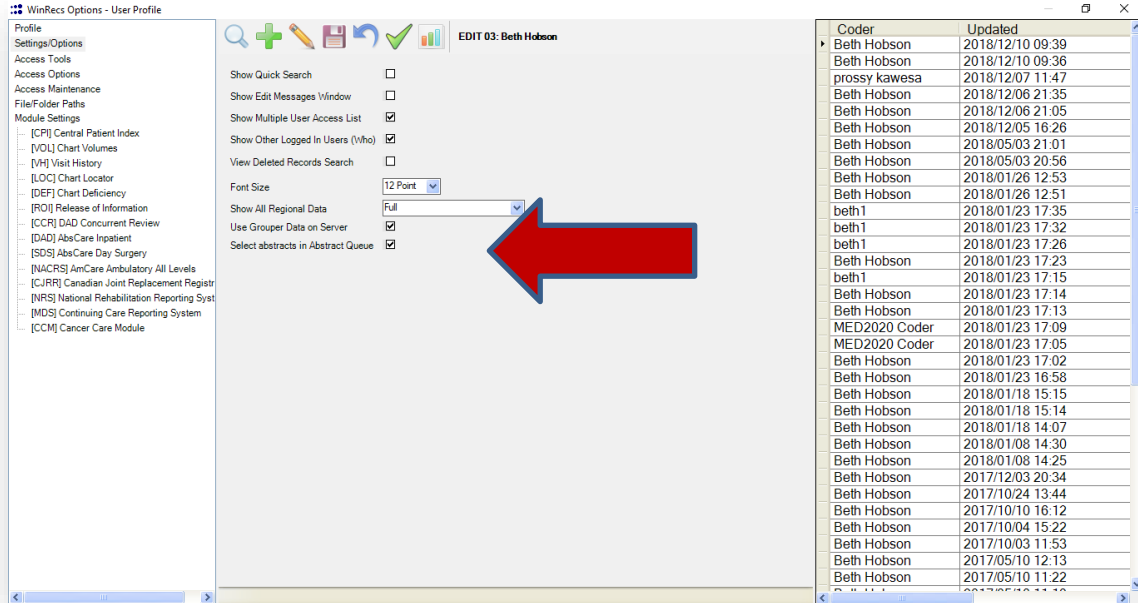 WinRecs Options - User Profile
Profile
Settings/Options
Access Tools
Access Options
Access Maintenance
File/Folder Paths
Module Settings
[CPI] Central Patient Index
[VOL] Chart Volumes
[VH] Visit History
[LOC] Chart Locator
[DEF] Chart Deficiency
[ROI] Release of Information
[CCR] DAD Concurrent Review
[DAD] AbsCare Inpatient
[SDS] AbsCare Day Surgery
[NACRS] AmCare Ambulatory All Levels
[CJRR] Canadian Joint Replacement Registr
[NRS] National Rehabilitation Reporting Syst
[MDS] Continuing Care Reporting System
[CCM] Cancer Care Module
EDIT 03: Beth Hobson
Show Quick Search
Show Edit Messages Window
Show Multiple User Access List
Show Other Logged In Users (Who)
View Deleted Records Search
Font Size 12 Point
Show All Regional Data Full
Use Grouper Data on Server
Select abstracts in Abstract Queue
Coder Updated
Beth Hobson 2018/12/10 09:39
Beth Hobson 2018/12/10 09:36
prossy kawesa 2018/12/07 11:47
Beth Hobson 2018/12/06 21:35
Beth Hobson 2018/12/06 21:05
Beth Hobson 2018/12/05 16:26
Beth Hobson 2018/05/03 21:01
Beth Hobson 2018/05/03 20:56
Beth Hobson 2018/01/26 12:53
Beth Hobson 2018/01/26 12:51
beth1 2018/01/23 17:35
beth1 2018/01/23 17:32
beth1 2018/01/23 17:26
Beth Hobson 2018/01/23 17:23
beth1 2018/01/23 17:15
Beth Hobson 2018/01/23 17:14
Beth Hobson 2018/01/23 17:13
MED2020 Coder 2018/01/23 17:09
MED2020 Coder 2018/01/23 17:05
Beth Hobson 2018/01/23 17:02
Beth Hobson 2018/01/23 16:58
Beth Hobson 2018/01/18 15:15
Beth Hobson 2018/01/18 15:14
Beth Hobson 2018/01/18 14:07
Beth Hobson 2018/01/08 14:30
Beth Hobson 2018/01/08 14:25
Beth Hobson 2017/12/03 20:34
Beth Hobson 2017/10/24 13:44
Beth Hobson 2017/10/10 16:12
Beth Hobson 2017/10/04 15:22
Beth Hobson 2017/10/03 11:53
Beth Hobson 2017/05/10 12:13
Beth Hobson 2017/05/10 11:22